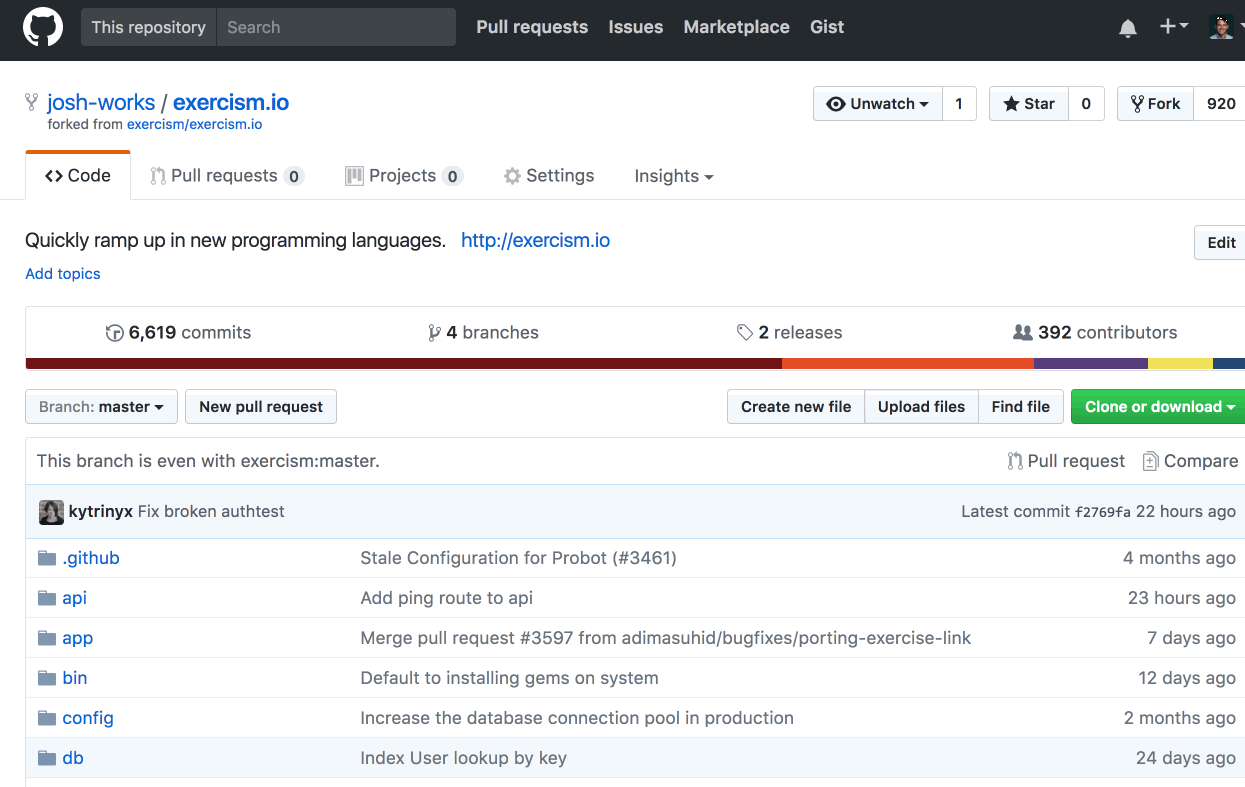 This repository Search Pull requests Issues Marketplace Gist
josh-works / exercism.io Unwatch 1 Star 0 Fork 920
forked from exercism/exercism.io
Code Pull requests 0 Projects 0 Settings Insights
Quickly ramp up in new programming languages. http://exercism.io Edit
Add topics
6,619 commits 4 branches 2 releases 392 contributors
Branch: master New pull request Create new file Upload files Find file Clone or download
This branch is even with exercism:master. Pull request Compare
kytrinyx Fix broken authtest Latest commit f2769fa 22 hours ago
.github Stale Configuration for Probot (#3461) 4 months ago
api Add ping route to api 23 hours ago
app Merge pull request #3597 from adimasuhid/bugfixes/porting-exercise-link 7 days ago
bin Default to installing gems on system 12 days ago
config Increase the database connection pool in production 2 months ago
db Index User lookup by key 24 days ago